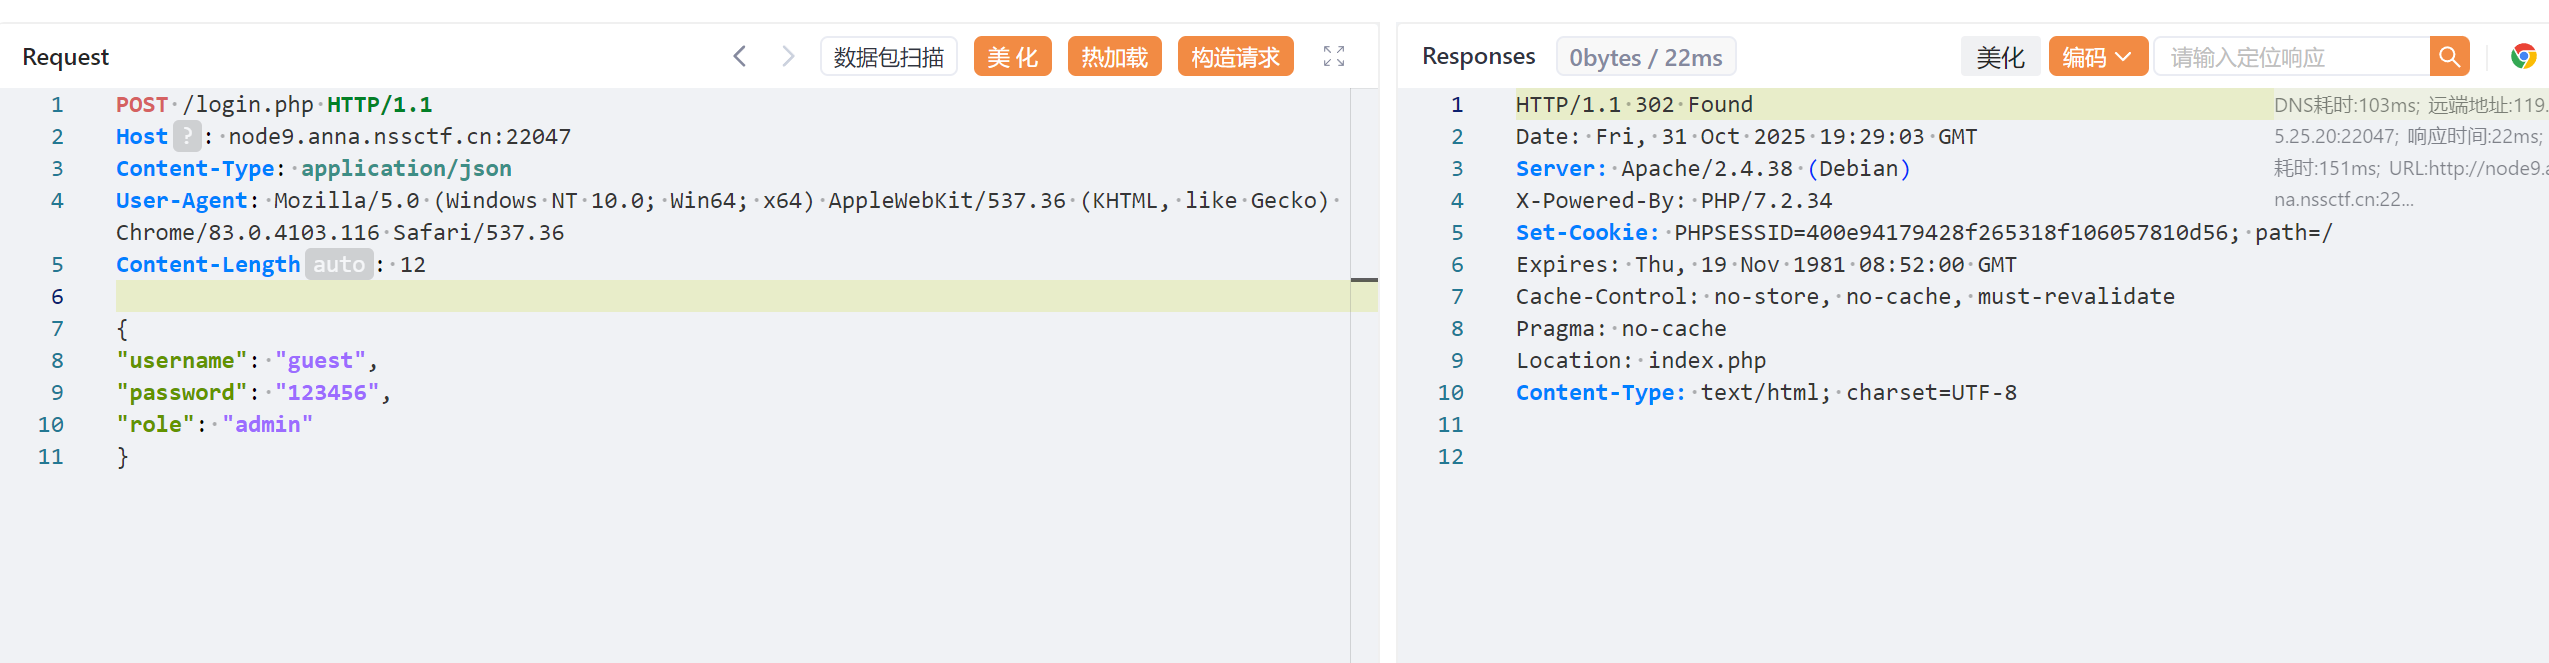 Request
数据包扫描
美 化
热加载
构造请求
1 POST /login.php HTTP/1.1
2 Host ? : node9.anna.nssctf.cn:22047
3 Content-Type: application/json
4 User-Agent: Mozilla/5.0 (Windows NT 10.0; Win64; x64) AppleWebKit/537.36 (KHTML, like Gecko)
Chrome/83.0.4103.116 Safari/537.36
5 Content-Length auto : 12
6
7 {
8 "username": "guest",
9 "password": "123456",
10 "role": "admin"
11 }
Responses
0bytes / 22ms
美化
编码
请输入定位响应
1 HTTP/1.1 302 Found
2 Date: Fri, 31 Oct 2025 19:29:03 GMT
3 Server: Apache/2.4.38 (Debian)
4 X-Powered-By: PHP/7.2.34
5 Set-Cookie: PHPSESSID=400e94179428f265318f106057810d56; path=/
6 Expires: Thu, 19 Nov 1981 08:52:00 GMT
7 Cache-Control: no-store, no-cache, must-revalidate
8 Pragma: no-cache
9 Location: index.php
10 Content-Type: text/html; charset=UTF-8
11
12
DNS耗时:103ms; 远端地址:119.
5.25.20:22047; 响应时间:22ms;
耗时:151ms; URL:http://node9.a
na.nssctf.cn:22...